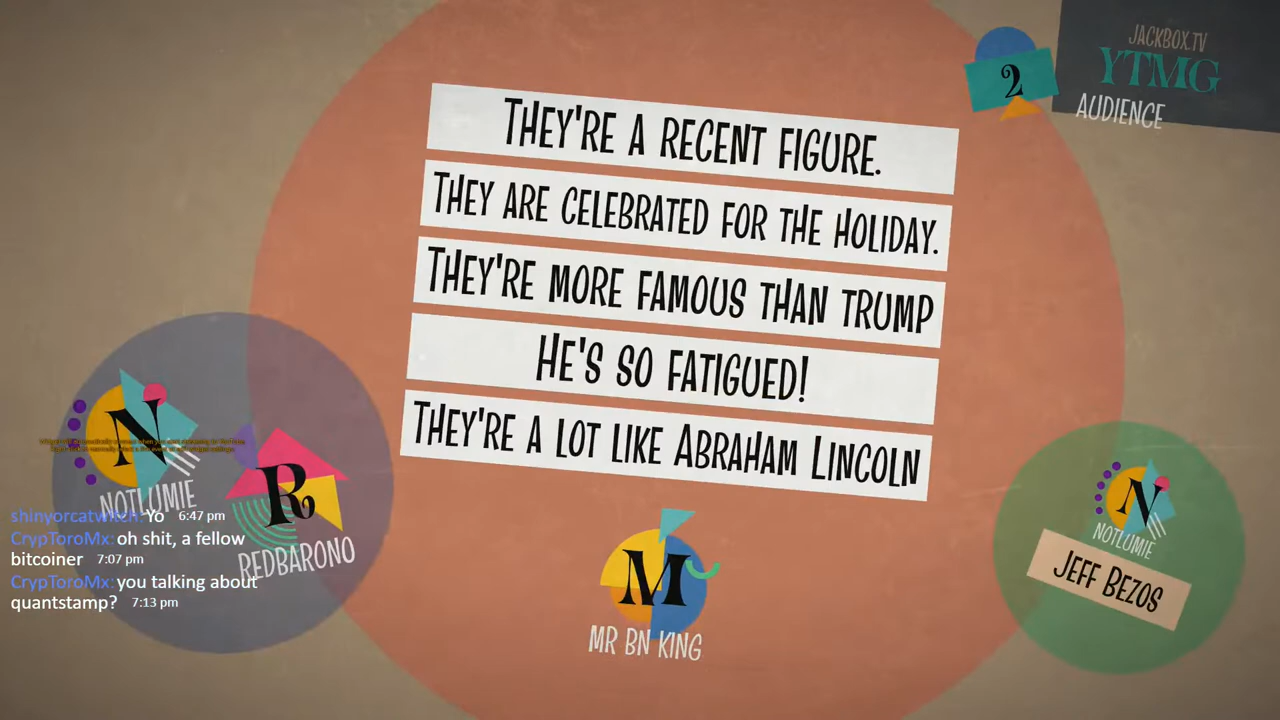 JACKBOX.TV
YTMG
AUDIENCE
2
THEY'RE A RECENT FIGURE.
THEY ARE CELEBRATED FOR THE HOLIDAY.
THEY'RE MORE FAMOUS THAN TRUMP
HE'S SO FATIGUED!
THEY'RE A LOT LIKE ABRAHAM LINCOLN
N
NOTLUMIE
R
REDBARONO
shinyorcatwitch: Yo 6:47 pm
CrypToroMx: oh shit, a fellow
bitcoiner 7:07 pm
CrypToroMx: you talking about
quantstamp? 7:13 pm
M
MR BN KING
N
NOTLUMIE
JEFF BEZOS